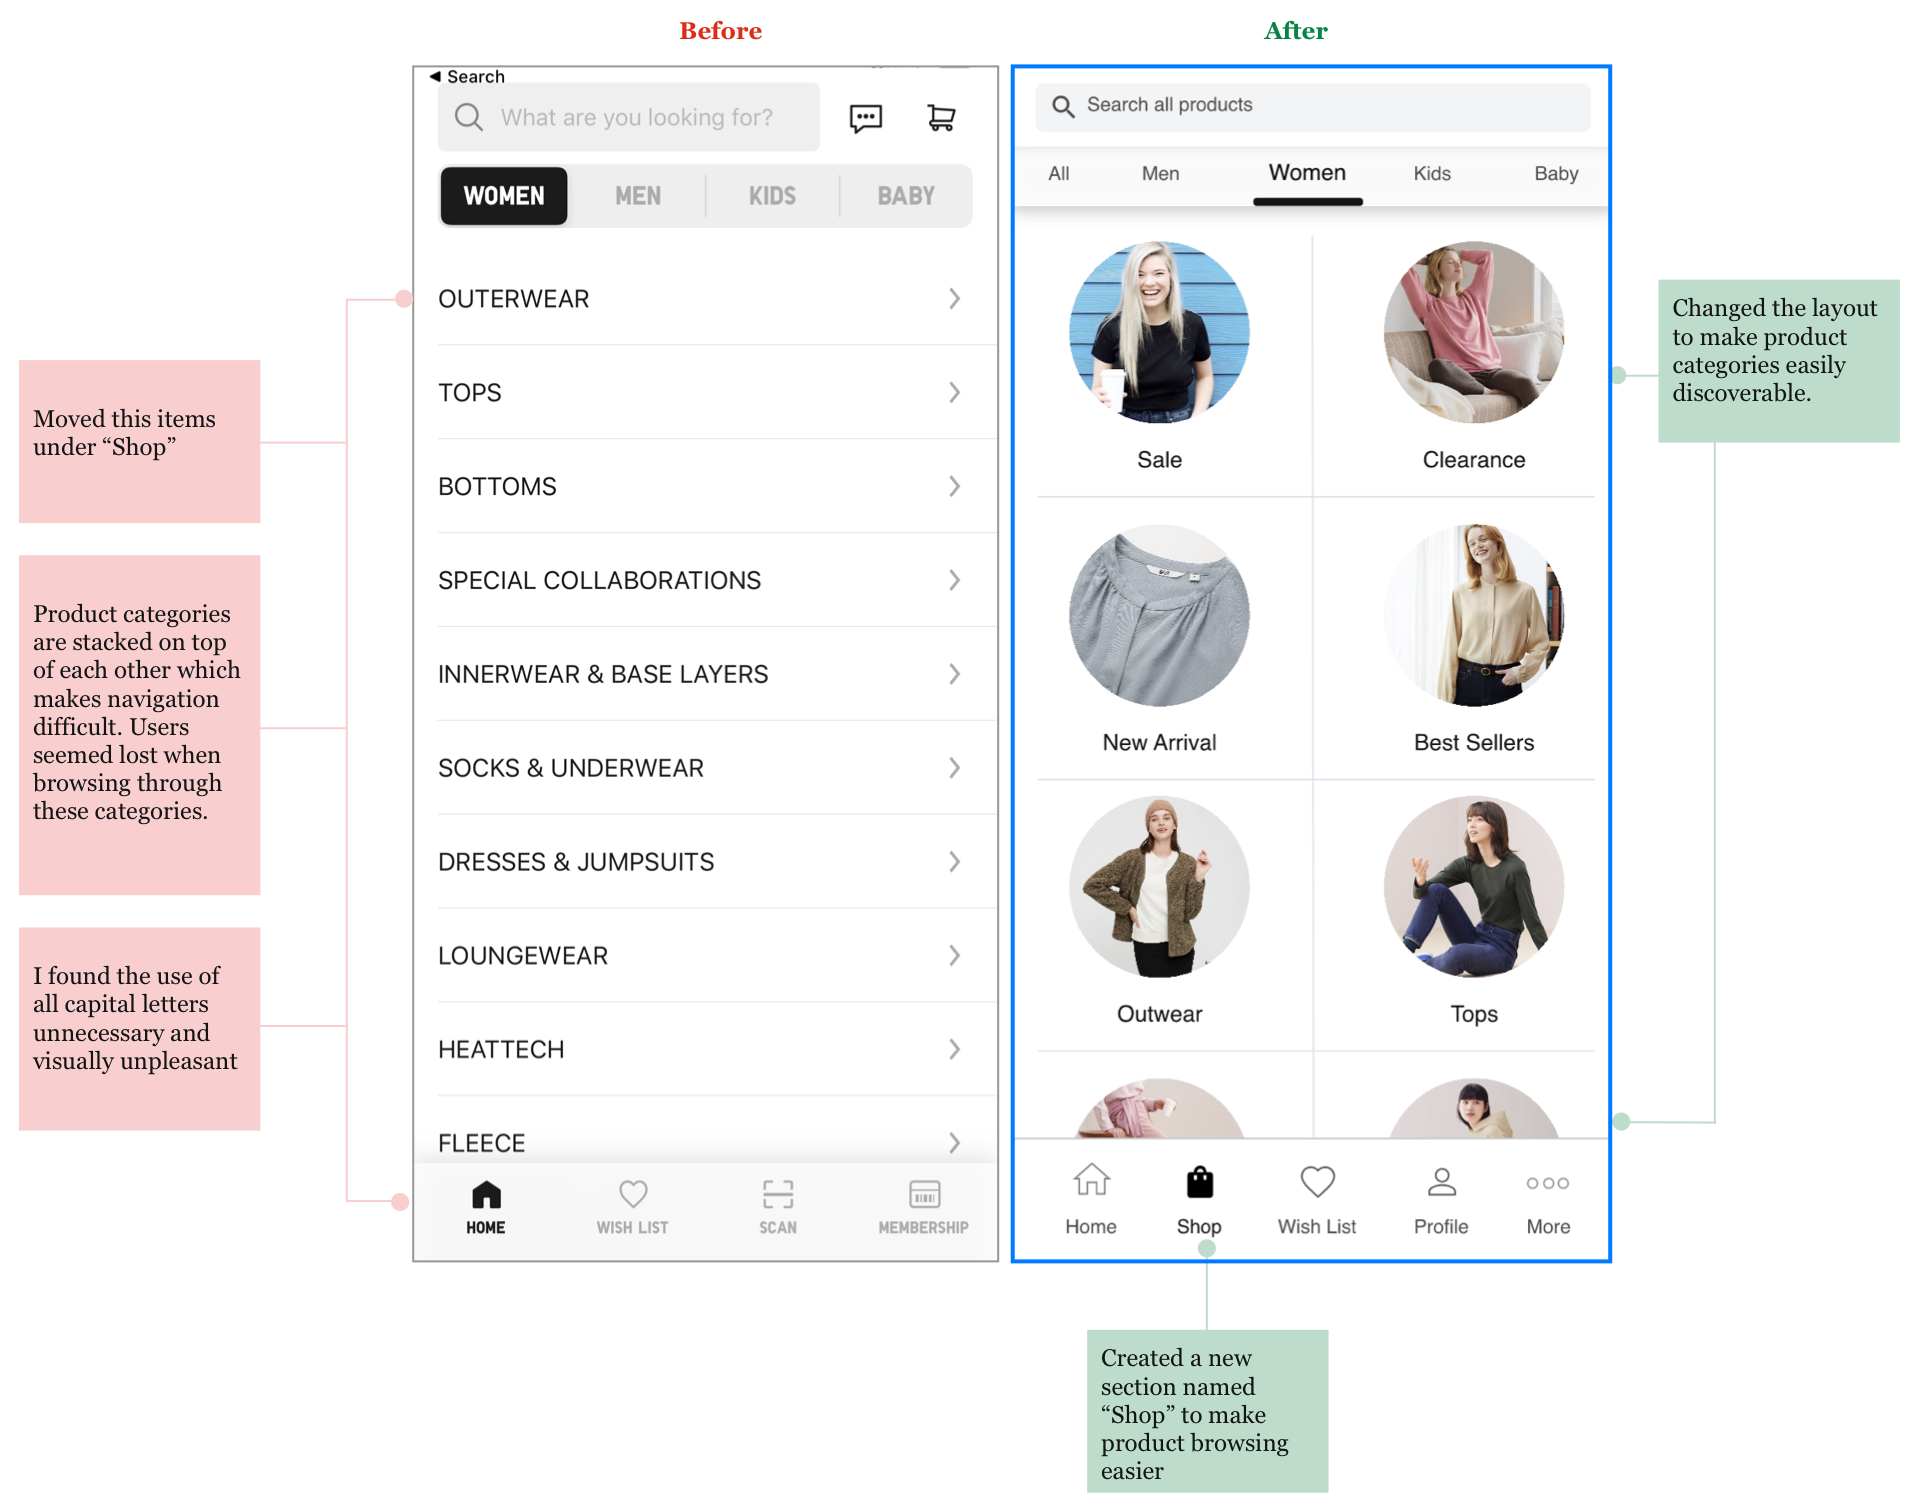 Before
After
Search
What are you looking for?
WOMEN
MEN
KIDS
BABY
OUTERWEAR
TOPS
BOTTOMS
SPECIAL COLLABORATIONS
INNERWEAR & BASE LAYERS
SOCKS & UNDERWEAR
DRESSES & JUMPSUITS
LOUNGEWEAR
HEATTECH
FLEECE
HOME
WISH LIST
SCAN
MEMBERSHIP
Moved this items
under “Shop”
Product categories
are stacked on top
of each other which
makes navigation
difficult. Users
seemed lost when
browsing through
these categories.
I found the use of
all capital letters
unnecessary and
visually unpleasant
Search all products
All
Men
Women
Kids
Baby
Sale
Clearance
New Arrival
Best Sellers
Outwear
Tops
Home
Shop
Wish List
Profile
More
Changed the layout
to make product
categories easily
discoverable.
Created a new
section named
“Shop” to make
product browsing
easier